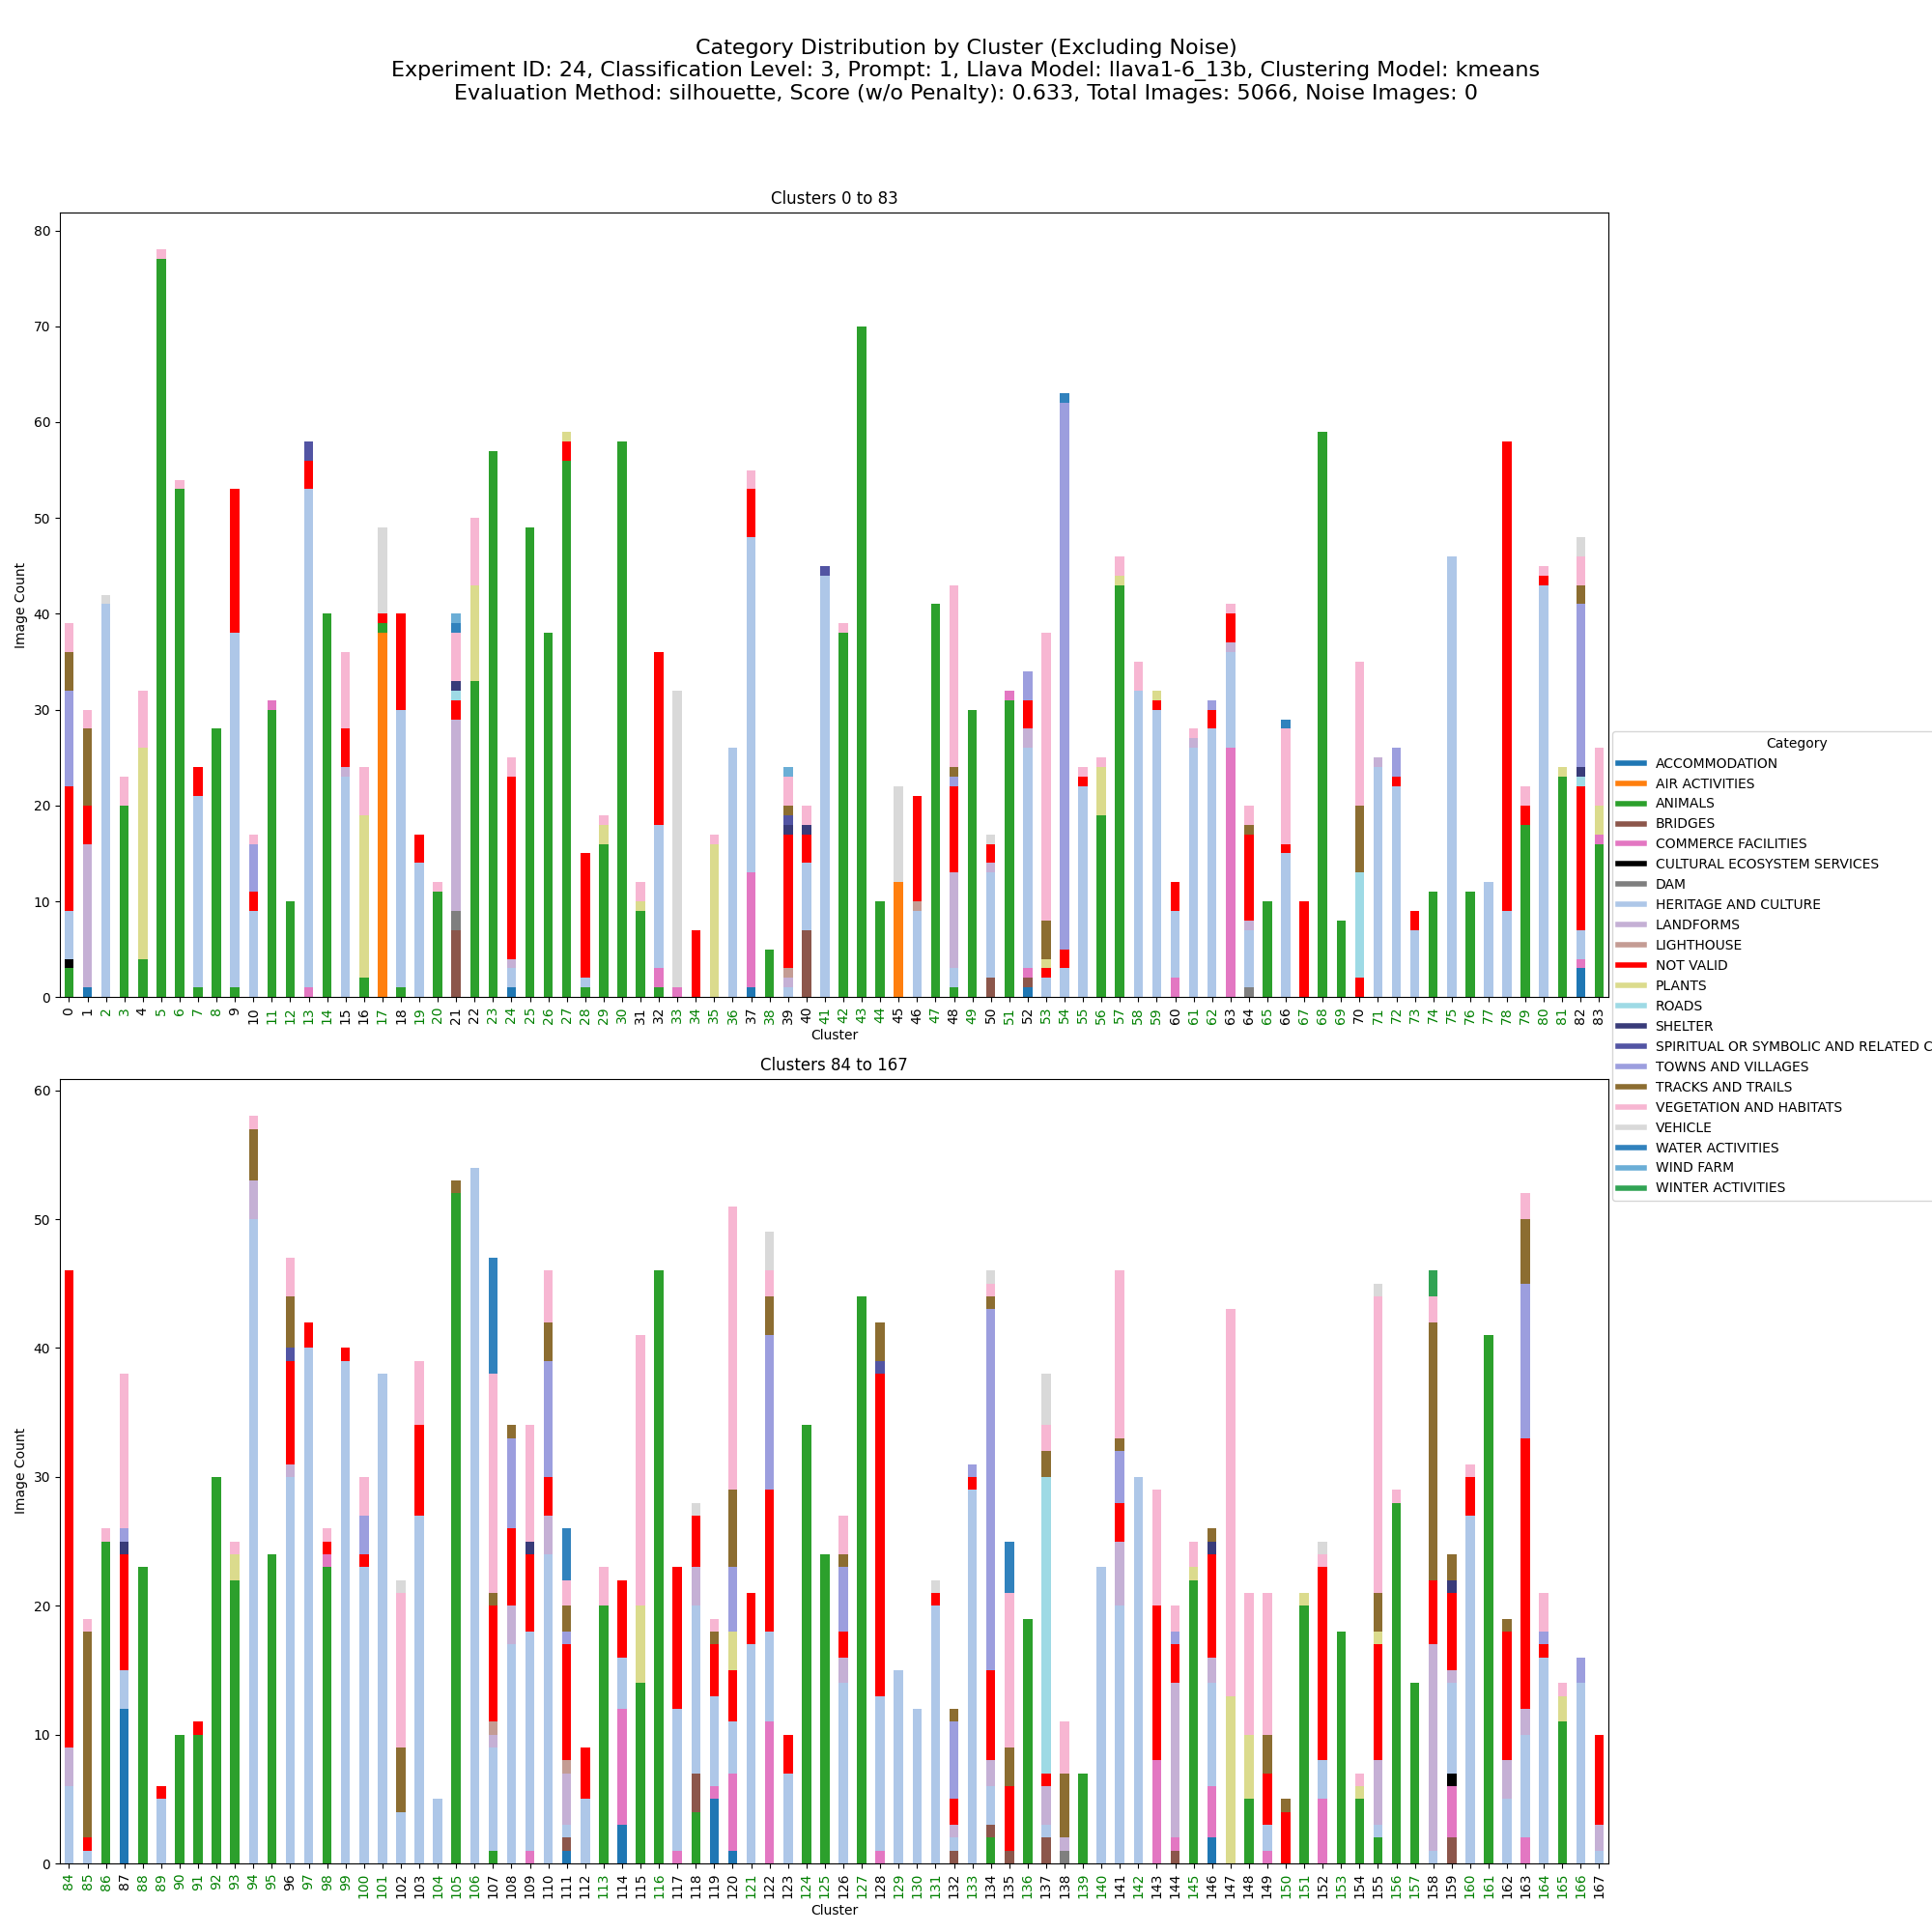 Category Distribution by Cluster (Excluding Noise)
Experiment ID: 24, Classification Level: 3, Prompt: 1, Llava Model: llava1-6_13b, Clustering Model: kmeans
Evaluation Method: silhouette, Score (w/o Penalty): 0.633, Total Images: 5066, Noise Images: 0
Clusters 0 to 83
80
70
60
50
40
30
20
10
0
Image Count
0 1 2 3 4 5 6 7 8 9 10 11 12 13 14 15 16 17 18 19 20 21 22 23 24 25 26 27 28 29 30 31 32 33 34 35 36 37 38 39 40 41 42 43 44 45 46 47 48 49 50 51 52 53 54 55 56 57 58 59 60 61 62 63 64 65 66 67 68 69 70 71 72 73 74 75 76 77 78 79 80 81 82 83
Cluster
Category
ACCOMMODATION
AIR ACTIVITIES
ANIMALS
BRIDGES
COMMERCE FACILITIES
CULTURAL ECOSYSTEM SERVICES
DAM
HERITAGE AND CULTURE
LANDFORMS
LIGHTHOUSE
NOT VALID
PLANTS
ROADS
SHELTER
SPIRITUAL OR SYMBOLIC AND RELATED C
TOWNS AND VILLAGES
TRACKS AND TRAILS
VEGETATION AND HABITATS
VEHICLE
WATER ACTIVITIES
WIND FARM
WINTER ACTIVITIES
Clusters 84 to 167
60
50
40
30
20
10
0
Image Count
84 85 86 87 88 89 90 91 92 93 94 95 96 97 98 99 100 101 102 103 104 105 106 107 108 109 110 111 112 113 114 115 116 117 118 119 120 121 122 123 124 125 126 127 128 129 130 131 132 133 134 135 136 137 138 139 140 141 142 143 144 145 146 147 148 149 150 151 152 153 154 155 156 157 158 159 160 161 162 163 164 165 166 167
Cluster